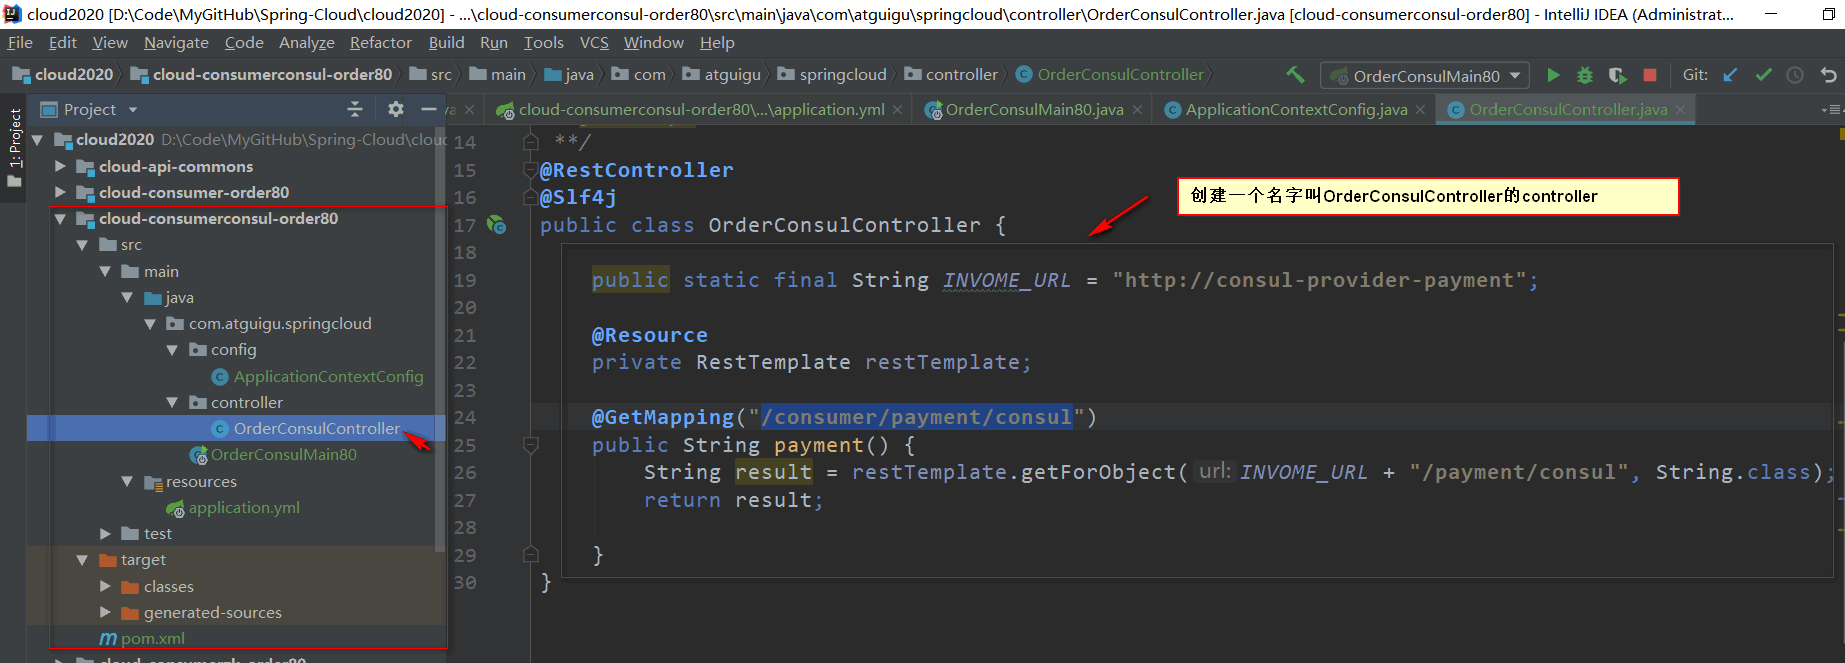 cloud2020 [D:\Code\MyGitHub\Spring-Cloud\cloud2020] - ...\cloud-consumerconsul-order80\src\main\java\com\atguigu\springcloud\controller\OrderConsulController.java [cloud-consumerconsul-order80] - IntelliJ IDEA (Administrat...
File Edit View Navigate Code Analyze Refactor Build Run Tools VCS Window Help
cloud2020 cloud-consumerconsul-order80 src main java com atguigu springcloud controller OrderConsulController OrderConsulMain80 Git:
1: Project
Project
cloud-consumerconsul-order80\...\application.yml OrderConsulMain80.java ApplicationContextConfig.java OrderConsulController.java
cloud2020 D:\Code\MyGitHub\Spring-Cloud\clou
cloud-api-commons
cloud-consumer-order80
cloud-consumerconsul-order80
src
main
java
com.atguigu.springcloud
config
ApplicationContextConfig
controller
OrderConsulController
OrderConsulMain80
resources
application.yml
test
target
classes
generated-sources
pom.xml
14 **/
15 @RestController
16 @Slf4j
17 public class OrderConsulController {
18
19 public static final String INVOME_URL = "http://consul-provider-payment";
20
21 @Resource
22 private RestTemplate restTemplate;
23
24 @GetMapping("/consumer/payment/consul")
25 public String payment() {
26 String result = restTemplate.getForObject( url: INVOME_URL + "/payment/consul", String.class);
27 return result;
28
29 }
30 }
创建一个名字叫OrderConsulController的controller